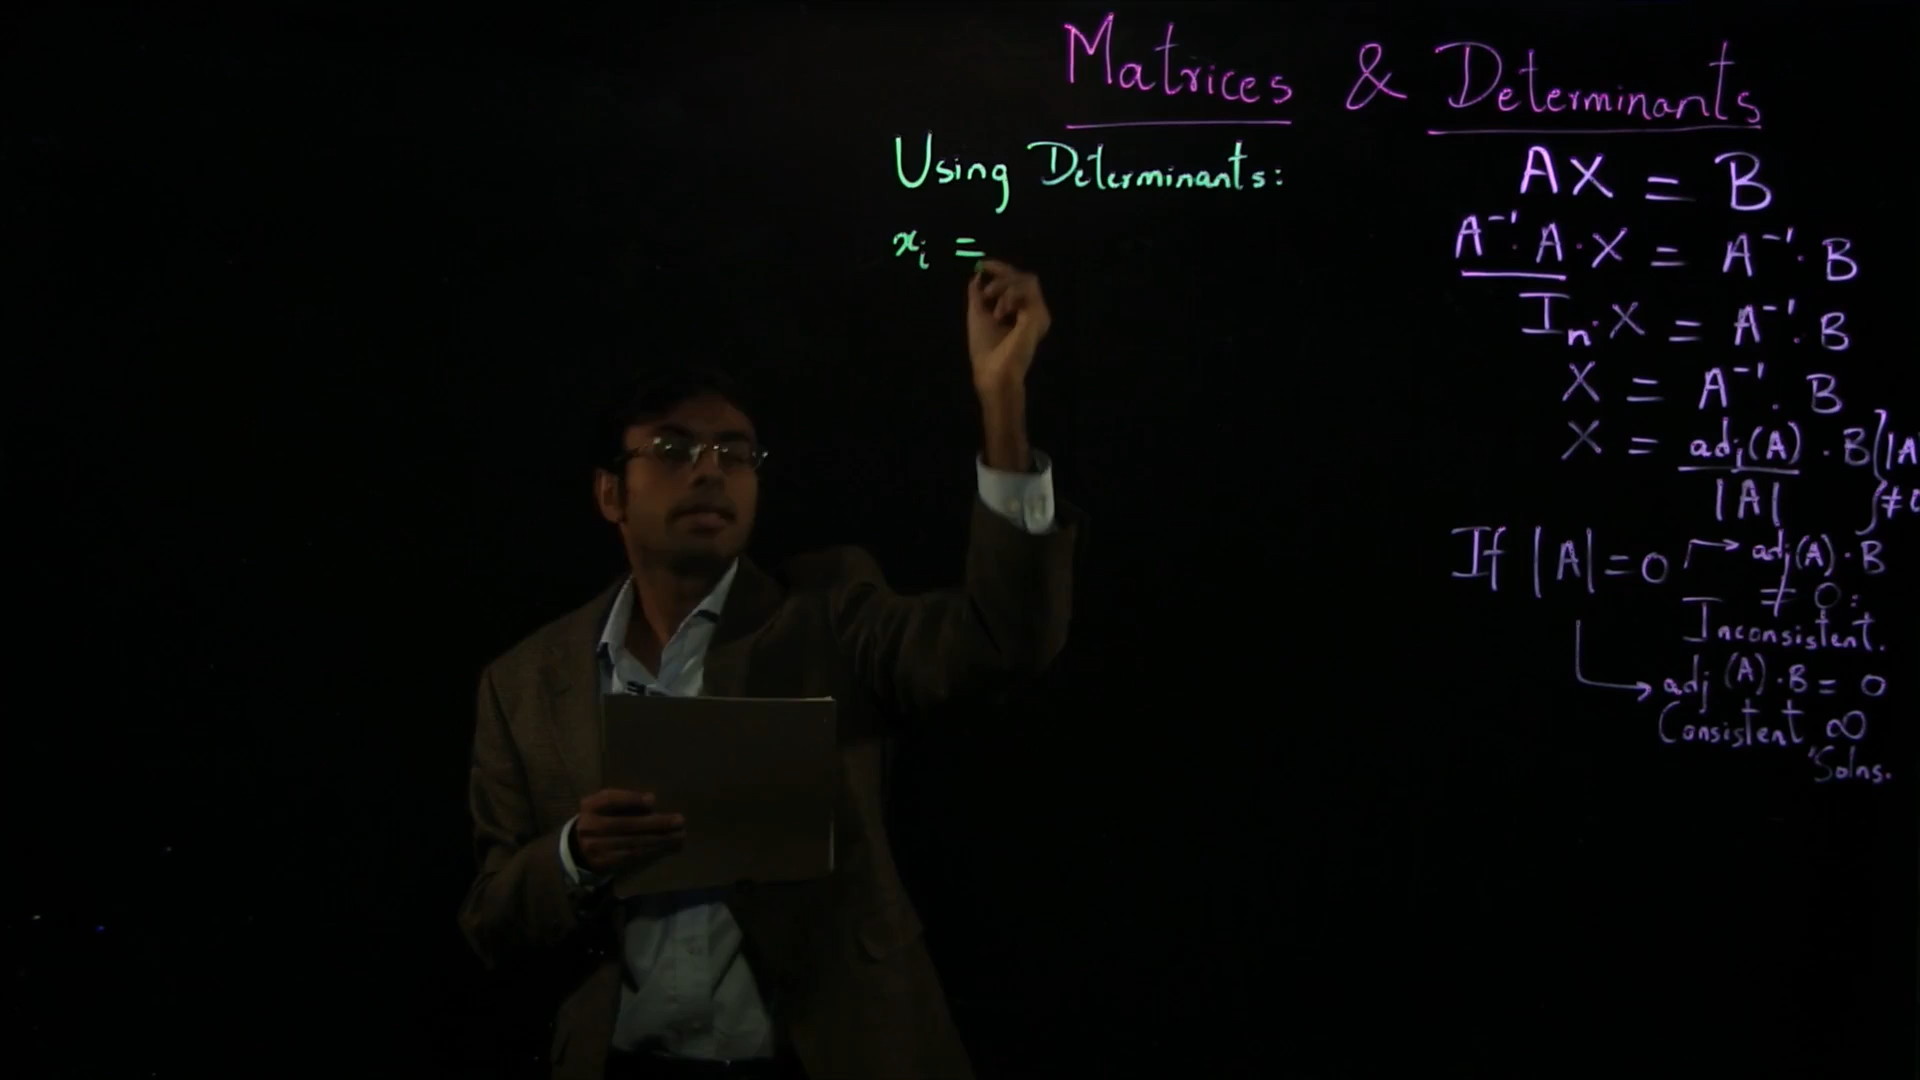 Matrices & Determinants
Using Determinants:
xᵢ =
AX = B
A⁻¹·A·X = A⁻¹·B
Iₙ·X = A⁻¹·B
X = A⁻¹·B
X = adj(A)/|A| · B } |A| ≠ 0
If |A| = 0 → adj(A)·B
≠ 0:
Inconsistent.
→ adj(A)·B = 0
Consistent ∞
Solns.